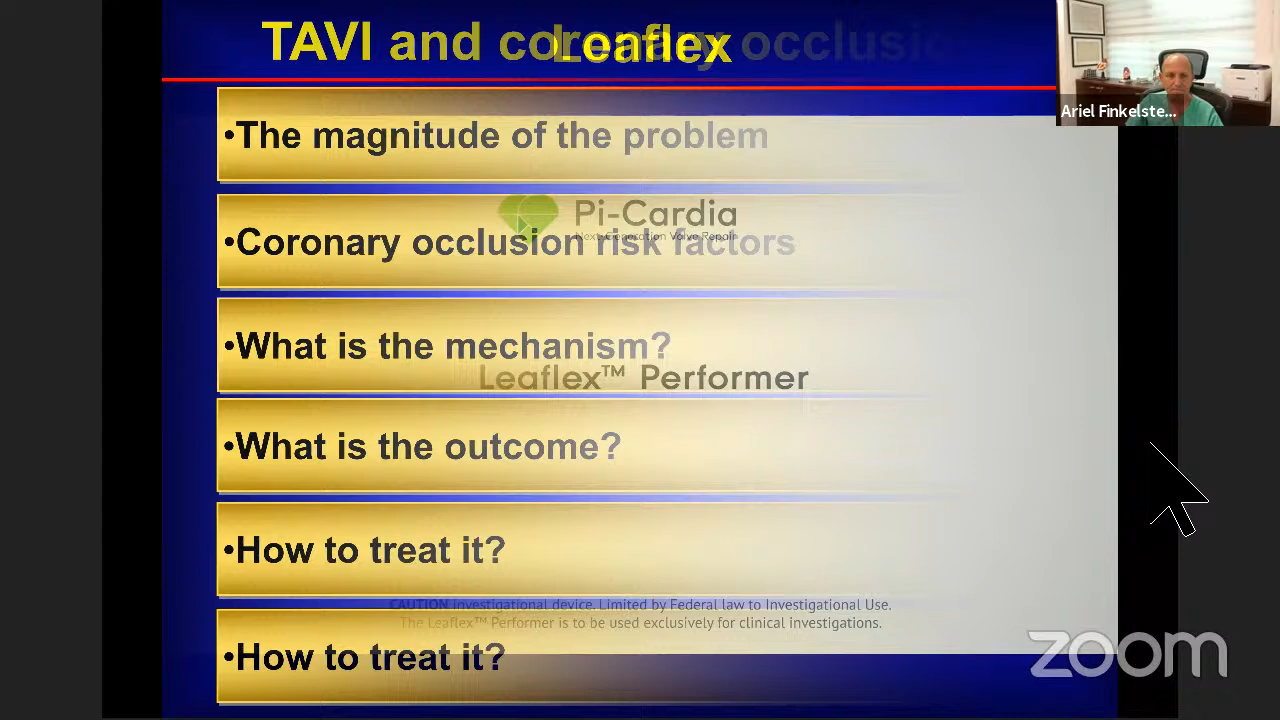 TAVI and coronary occlusio
Leaflex
Ariel Finkelste...
•The magnitude of the problem
Pi-Cardia
Next Generation Valve Repair
•Coronary occlusion risk factors
•What is the mechanism?
Leaflex™ Performer
•What is the outcome?
•How to treat it?
CAUTION Investigational device. Limited by Federal law to Investigational Use.
The Leaflex™ Performer is to be used exclusively for clinical investigations.
•How to treat it?
zoom